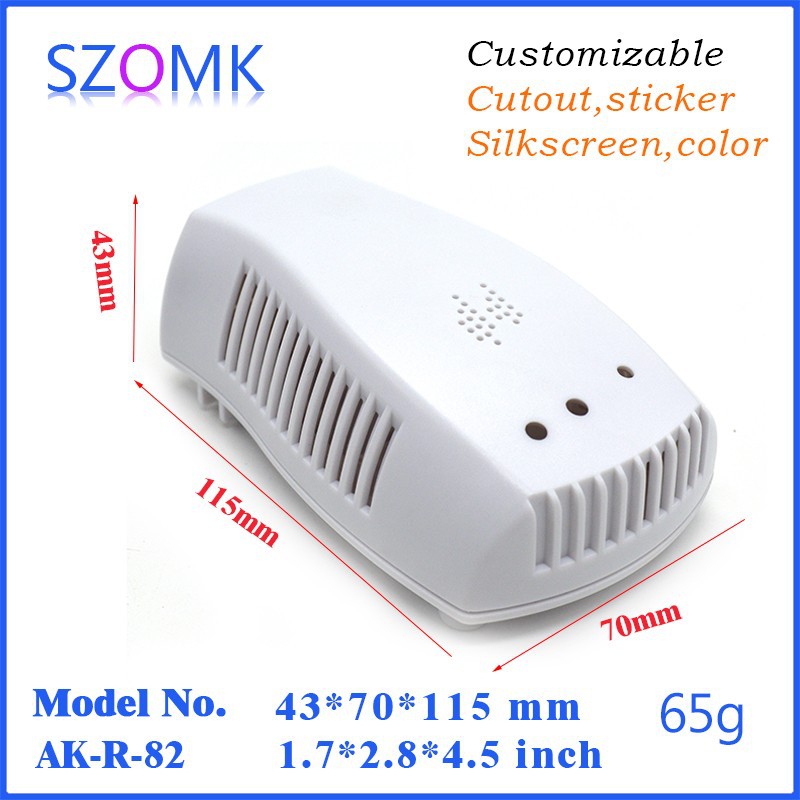 SZOMK
Customizable
Cutout,sticker
Silkscreen,color
43mm
115mm
70mm
Model No. 43*70*115 mm 65g
AK-R-82 1.7*2.8*4.5 inch